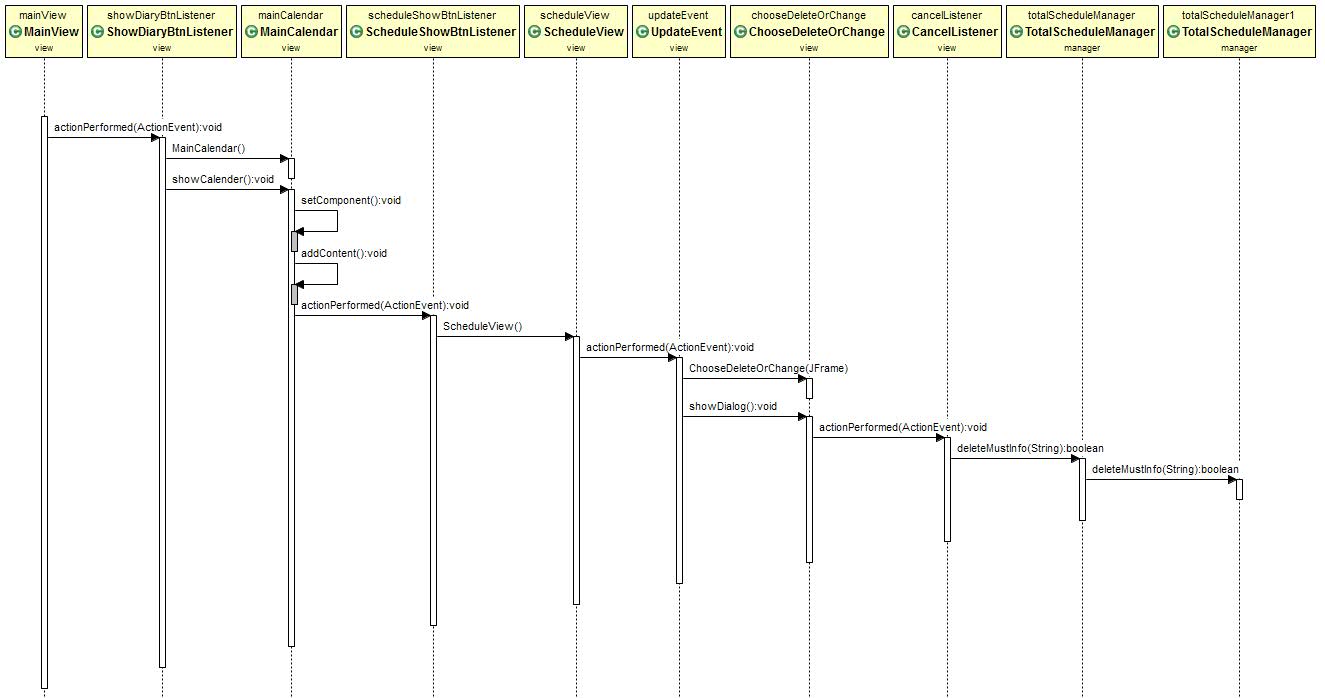 mainView
MainView
view
showDiaryBtnListener
ShowDiaryBtnListener
view
mainCalendar
MainCalendar
view
scheduleShowBtnListener
ScheduleShowBtnListener
view
scheduleView
ScheduleView
view
updateEvent
UpdateEvent
view
chooseDeleteOrChange
ChooseDeleteOrChange
view
cancelListener
CancelListener
view
totalScheduleManager
TotalScheduleManager
manager
totalScheduleManager1
TotalScheduleManager
manager
actionPerformed(ActionEvent):void
MainCalendar()
showCalender():void
setComponent():void
addContent():void
actionPerformed(ActionEvent):void
ScheduleView()
actionPerformed(ActionEvent):void
ChooseDeleteOrChange(JFrame)
showDialog():void
actionPerformed(ActionEvent):void
deleteMustInfo(String):boolean
deleteMustInfo(String):boolean